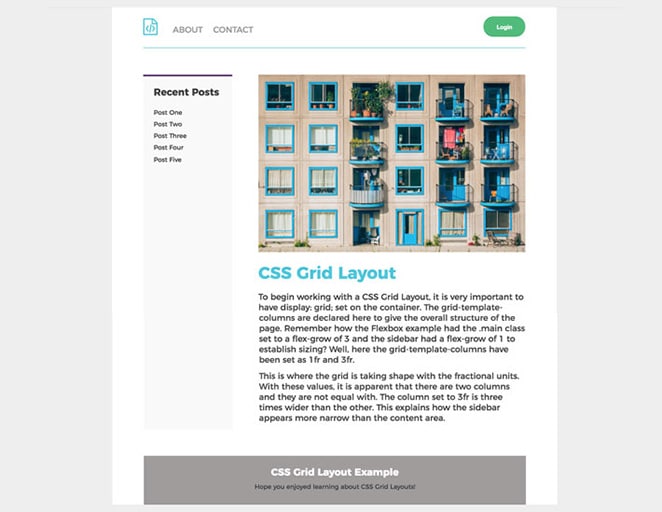 ABOUT CONTACT
Login
Recent Posts
Post One
Post Two
Post Three
Post Four
Post Five
CSS Grid Layout
To begin working with a CSS Grid Layout, it is very important to
have display: grid; set on the container. The grid-template-
columns are declared here to give the overall structure of the
page. Remember how the Flexbox example had the .main class
set to a flex-grow of 3 and the sidebar had a flex-grow of 1 to
establish sizing? Well, here the grid-template-columns have
been set as 1fr and 3fr.
This is where the grid is taking shape with the fractional units.
With these values, it is apparent that there are two columns
and they are not equal with. The column set to 3fr is three
times wider than the other. This explains how the sidebar
appears more narrow than the content area.
CSS Grid Layout Example
Hope you enjoyed learning about CSS Grid Layouts!